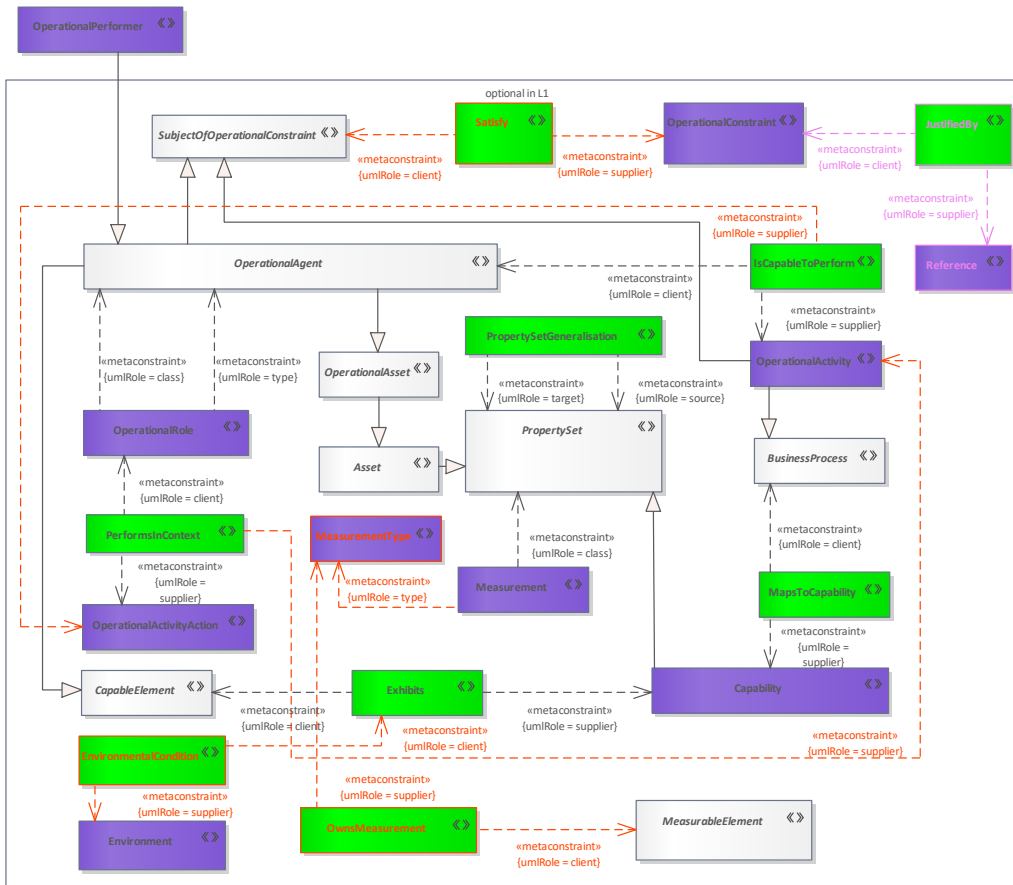 OperationalPerformer «»
optional in L1
SubjectOfOperationalConstraint «»
Satisfy «»
OperationalConstraint «»
JustifiedBy «»
«metaconstraint»
{umlRole = client}
«metaconstraint»
{umlRole = supplier}
«metaconstraint»
{umlRole = client}
«metaconstraint»
{umlRole = supplier}
«metaconstraint»
{umlRole = supplier}
OperationalAgent «»
IsCapableToPerform «»
Reference «»
«metaconstraint»
{umlRole = client}
«metaconstraint»
{umlRole = supplier}
PropertySetGeneralisation «»
«metaconstraint»
{umlRole = class}
«metaconstraint»
{umlRole = type}
OperationalAsset «»
OperationalActivity «»
«metaconstraint»
{umlRole = target}
«metaconstraint»
{umlRole = source}
OperationalRole «»
PropertySet «»
Asset «»
BusinessProcess «»
«metaconstraint»
{umlRole = client}
PerformsInContext «»
MeasurementType «»
«metaconstraint»
{umlRole = class}
«metaconstraint»
{umlRole = client}
«metaconstraint»
{umlRole =
supplier}
«metaconstraint»
{umlRole = type}
Measurement «»
MapsToCapability «»
OperationalActivityAction «»
«metaconstraint»
{umlRole =
supplier}
CapableElement «»
Exhibits «»
Capability «»
«metaconstraint»
{umlRole = client}
«metaconstraint»
{umlRole = supplier}
«metaconstraint»
{umlRole = client}
«metaconstraint»
{umlRole = supplier}
EnvironmentalCondition «»
«metaconstraint»
{umlRole = supplier}
«metaconstraint»
{umlRole = supplier}
Environment «»
OwnsMeasurement «»
MeasurableElement «»
«metaconstraint»
{umlRole = client}